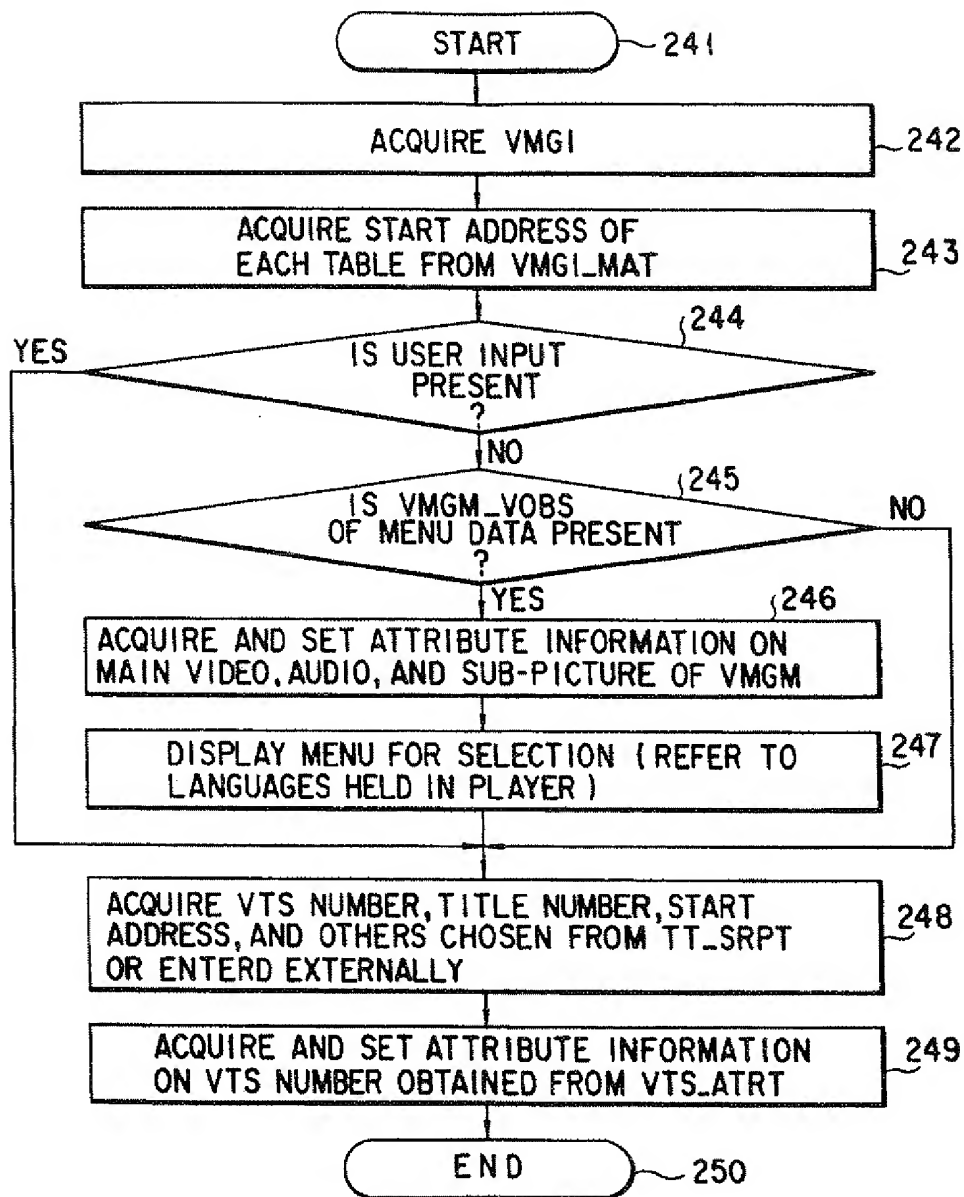 START
241
ACQUIRE VMGI
242
ACQUIRE START ADDRESS OF
EACH TABLE FROM VMGI_MAT
243
244
YES
IS USER INPUT
PRESENT
?
NO
245
IS VMGM_VOBS
OF MENU DATA PRESENT
?
NO
YES
246
ACQUIRE AND SET ATTRIBUTE INFORMATION ON
MAIN VIDEO, AUDIO, AND SUB-PICTURE OF VMGM
DISPLAY MENU FOR SELECTION (REFER TO
LANGUAGES HELD IN PLAYER)
247
ACQUIRE VTS NUMBER, TITLE NUMBER, START
ADDRESS, AND OTHERS CHOSEN FROM TT_SRPT
OR ENTERD EXTERNALLY
248
ACQUIRE AND SET ATTRIBUTE INFORMATION
ON VTS NUMBER OBTAINED FROM VTS_ATRT
249
END
250